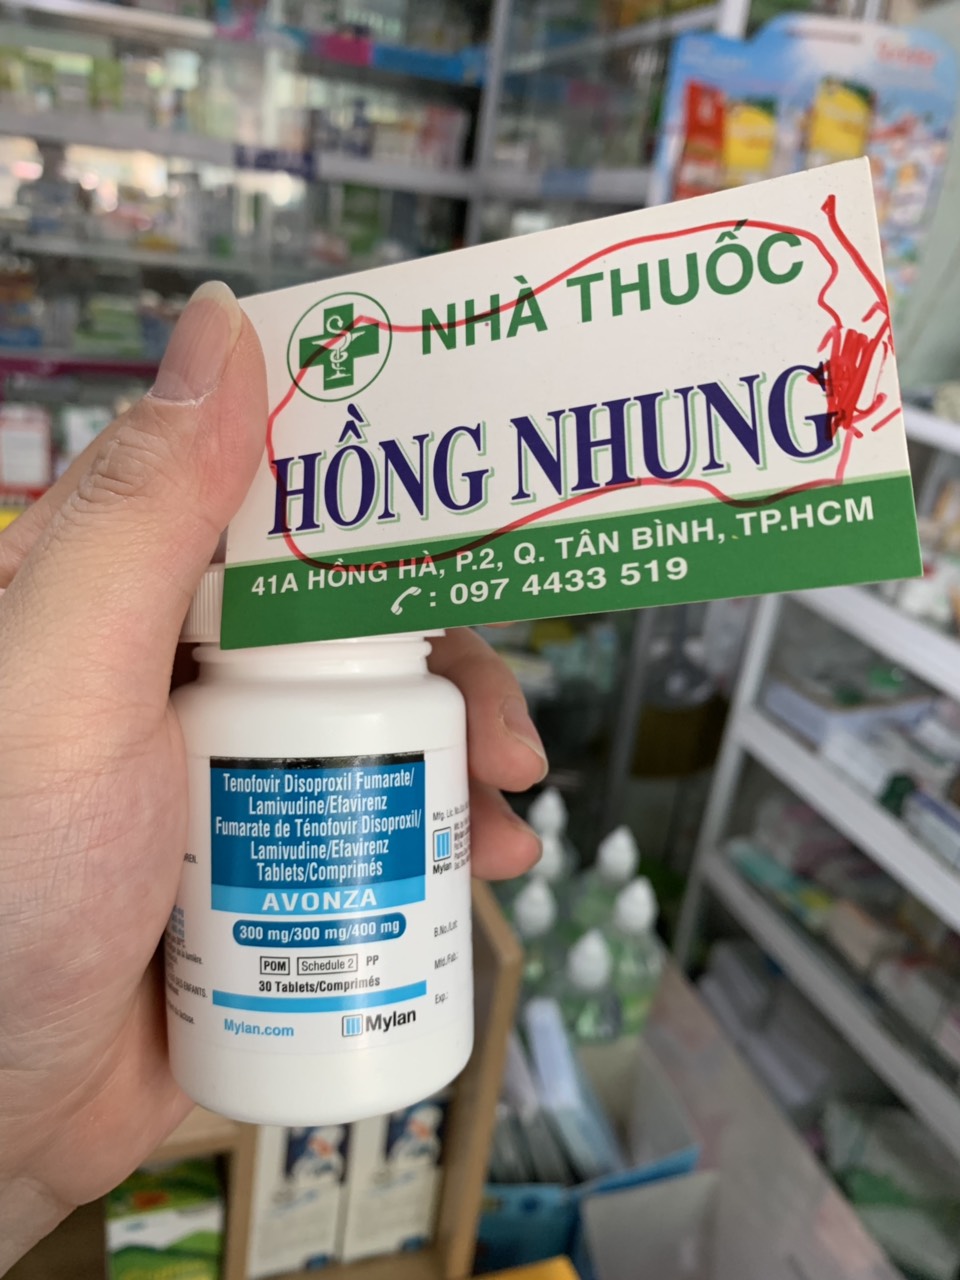 NHÀ THUỐC
HỒNG NHUNG
41A HỒNG HÀ, P.2, Q. TÂN BÌNH, TP.HCM
: 097 4433 519
Tenofovir Disoproxil Fumarate/
Lamivudine/Efavirenz
Fumarate de Ténofovir Disoproxil/
Lamivudine/Efavirenz
Tablets/Comprimés
AVONZA
300 mg/300 mg/400 mg
POM Schedule 2 PP
30 Tablets/Comprimés
Mylan.com Mylan
Mylan
B.No./Lot:
Mfd./Fab.:
Exp.: